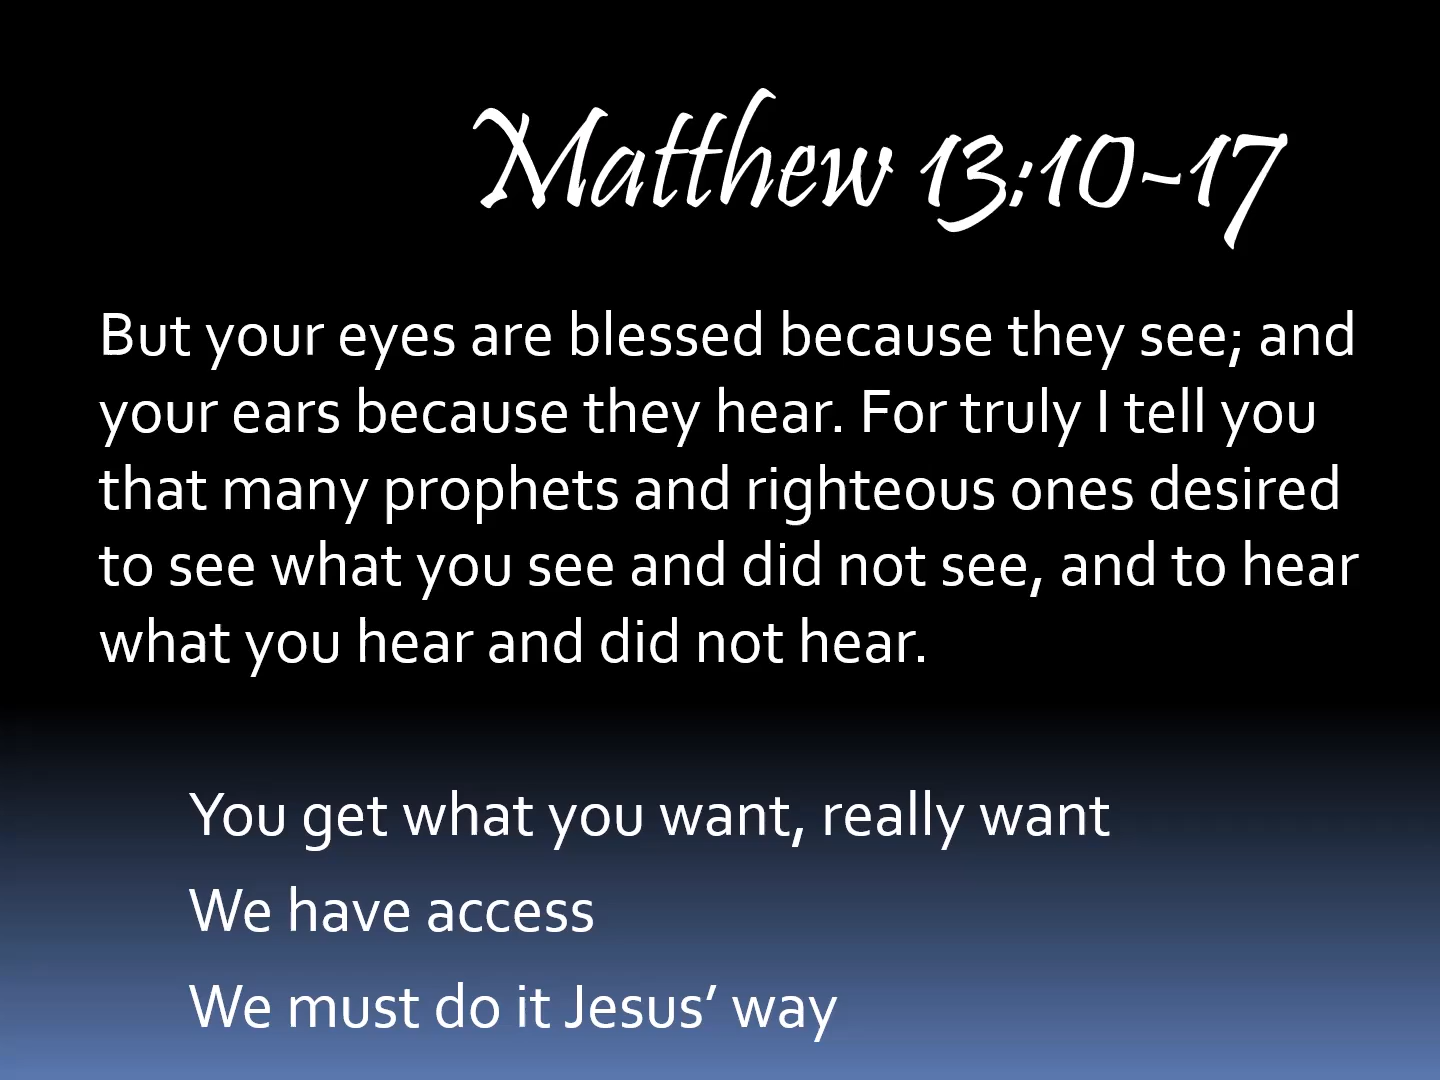 Matthew 13:10-17
But your eyes are blessed because they see; and
your ears because they hear. For truly I tell you
that many prophets and righteous ones desired
to see what you see and did not see, and to hear
what you hear and did not hear.
You get what you want, really want
We have access
We must do it Jesus’ way